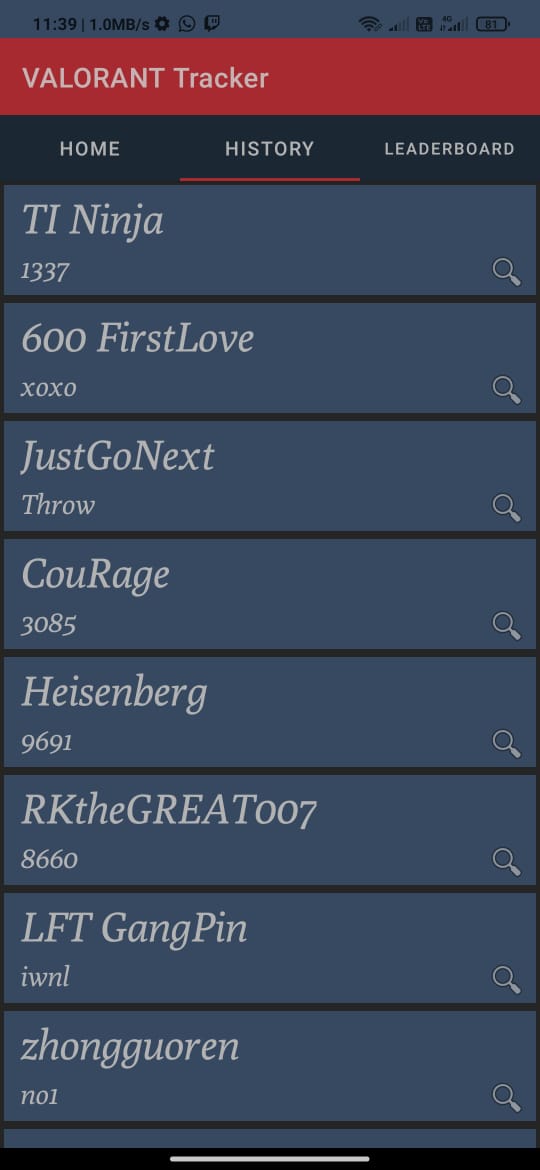 11:39 | 1.0MB/s
4G
81
VALORANT Tracker
HOME HISTORY LEADERBOARD
TI Ninja
1337
600 FirstLove
xoxo
JustGoNext
Throw
CouRage
3085
Heisenberg
9691
RKtheGREAT007
8660
LFT GangPin
iwnl
zhongguoren
no1